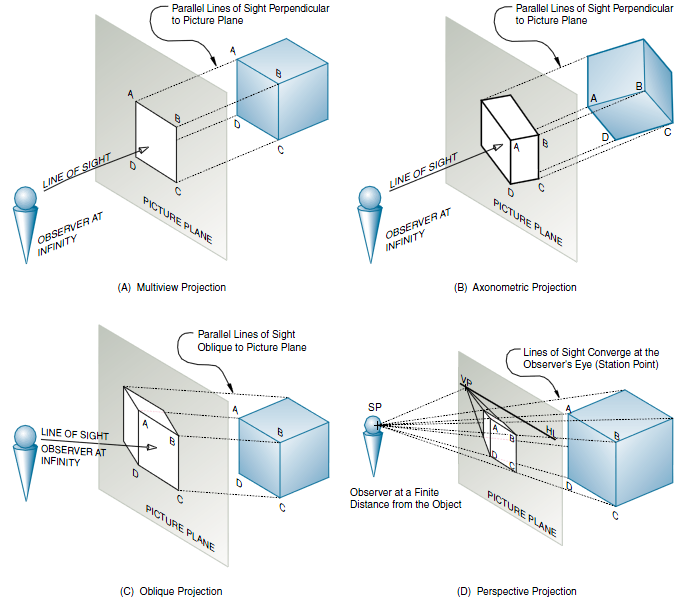 Parallel Lines of Sight Perpendicular
to Picture Plane
A
B
A
B
D
C
D
C
LINE OF SIGHT
PICTURE PLANE
OBSERVER AT
INFINITY
(A) Multiview Projection
Parallel Lines of Sight Perpendicular
to Picture Plane
B
A
D
C
A
B
D
C
LINE OF SIGHT
PICTURE PLANE
OBSERVER AT
INFINITY
(B) Axonometric Projection
Parallel Lines of Sight
Oblique to Picture Plane
A
B
A
B
D
C
D
C
LINE OF SIGHT
OBSERVER AT
INFINITY
PICTURE PLANE
(C) Oblique Projection
Lines of Sight Converge at the
Observer's Eye (Station Point)
VP
SP
HL
A
B
A
B
D
C
D
C
Observer at a Finite
Distance from the Object
PICTURE PLANE
(D) Perspective Projection